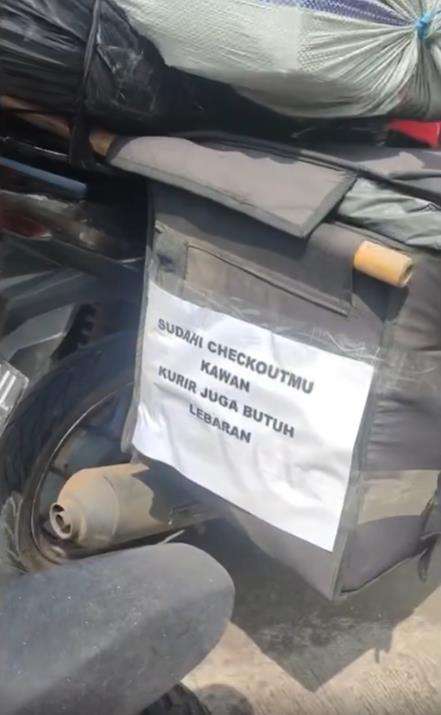 SUDAHI CHECKOUTMU
KAWAN
KURIR JUGA BUTUH
LEBARAN